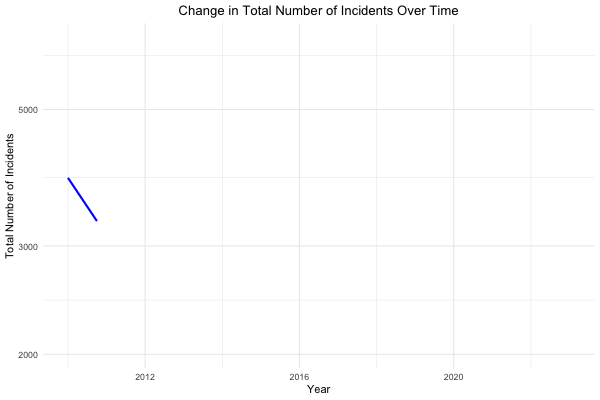 Change in Total Number of Incidents Over Time
Total Number of Incidents
5000
3000
2000
2012 2016 2020
Year